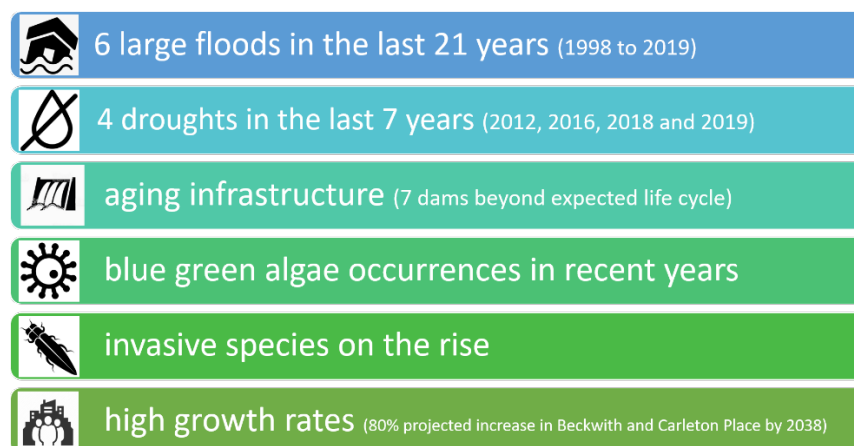 6 large floods in the last 21 years (1998 to 2019)
4 droughts in the last 7 years (2012, 2016, 2018 and 2019)
aging infrastructure (7 dams beyond expected life cycle)
blue green algae occurrences in recent years
invasive species on the rise
high growth rates (80% projected increase in Beckwith and Carleton Place by 2038)